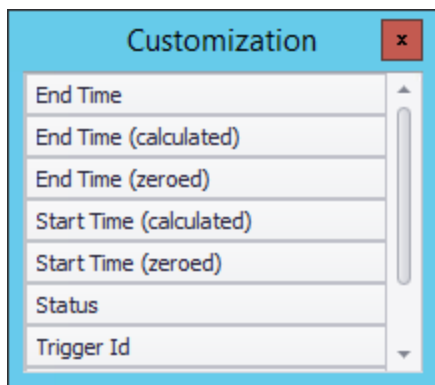 Customization
x
End Time
End Time (calculated)
End Time (zeroed)
Start Time (calculated)
Start Time (zeroed)
Status
Trigger Id